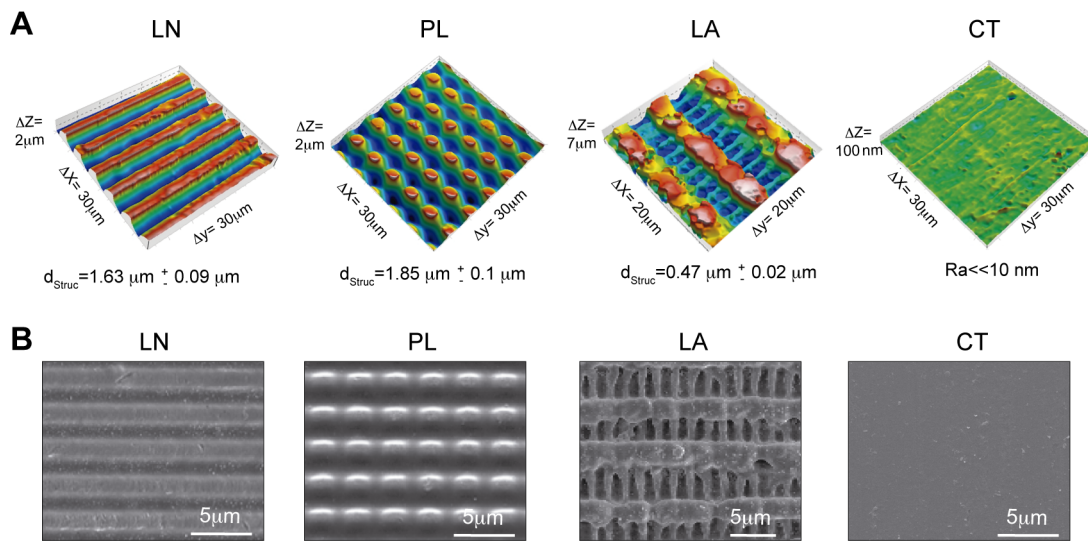 A
LN PL LA CT
ΔZ= 2μm
ΔX= 30μm
Δy= 30μm
ΔZ= 2μm
ΔX= 30μm
Δy= 30μm
ΔZ= 7μm
ΔX= 20μm
Δy= 20μm
ΔZ= 100 nm
ΔX= 30μm
Δy= 30μm
d_Struc=1.63 μm ± 0.09 μm
d_Struc=1.85 μm ± 0.1 μm
d_Struc=0.47 μm ± 0.02 μm
Ra<<10 nm
B
LN PL LA CT
5μm 5μm 5μm 5μm